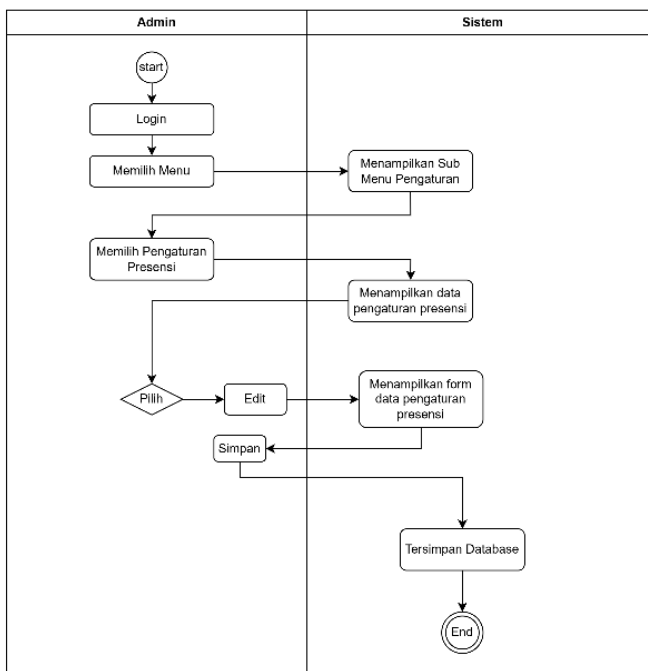 Admin
Sistem
start
Login
Memilih Menu
Menampilkan Sub
Menu Pengaturan
Memilih Pengaturan
Presensi
Menampilkan data
pengaturan presensi
Pilih
Edit
Menampilkan form
data pengaturan
presensi
Simpan
Tersimpan Database
End